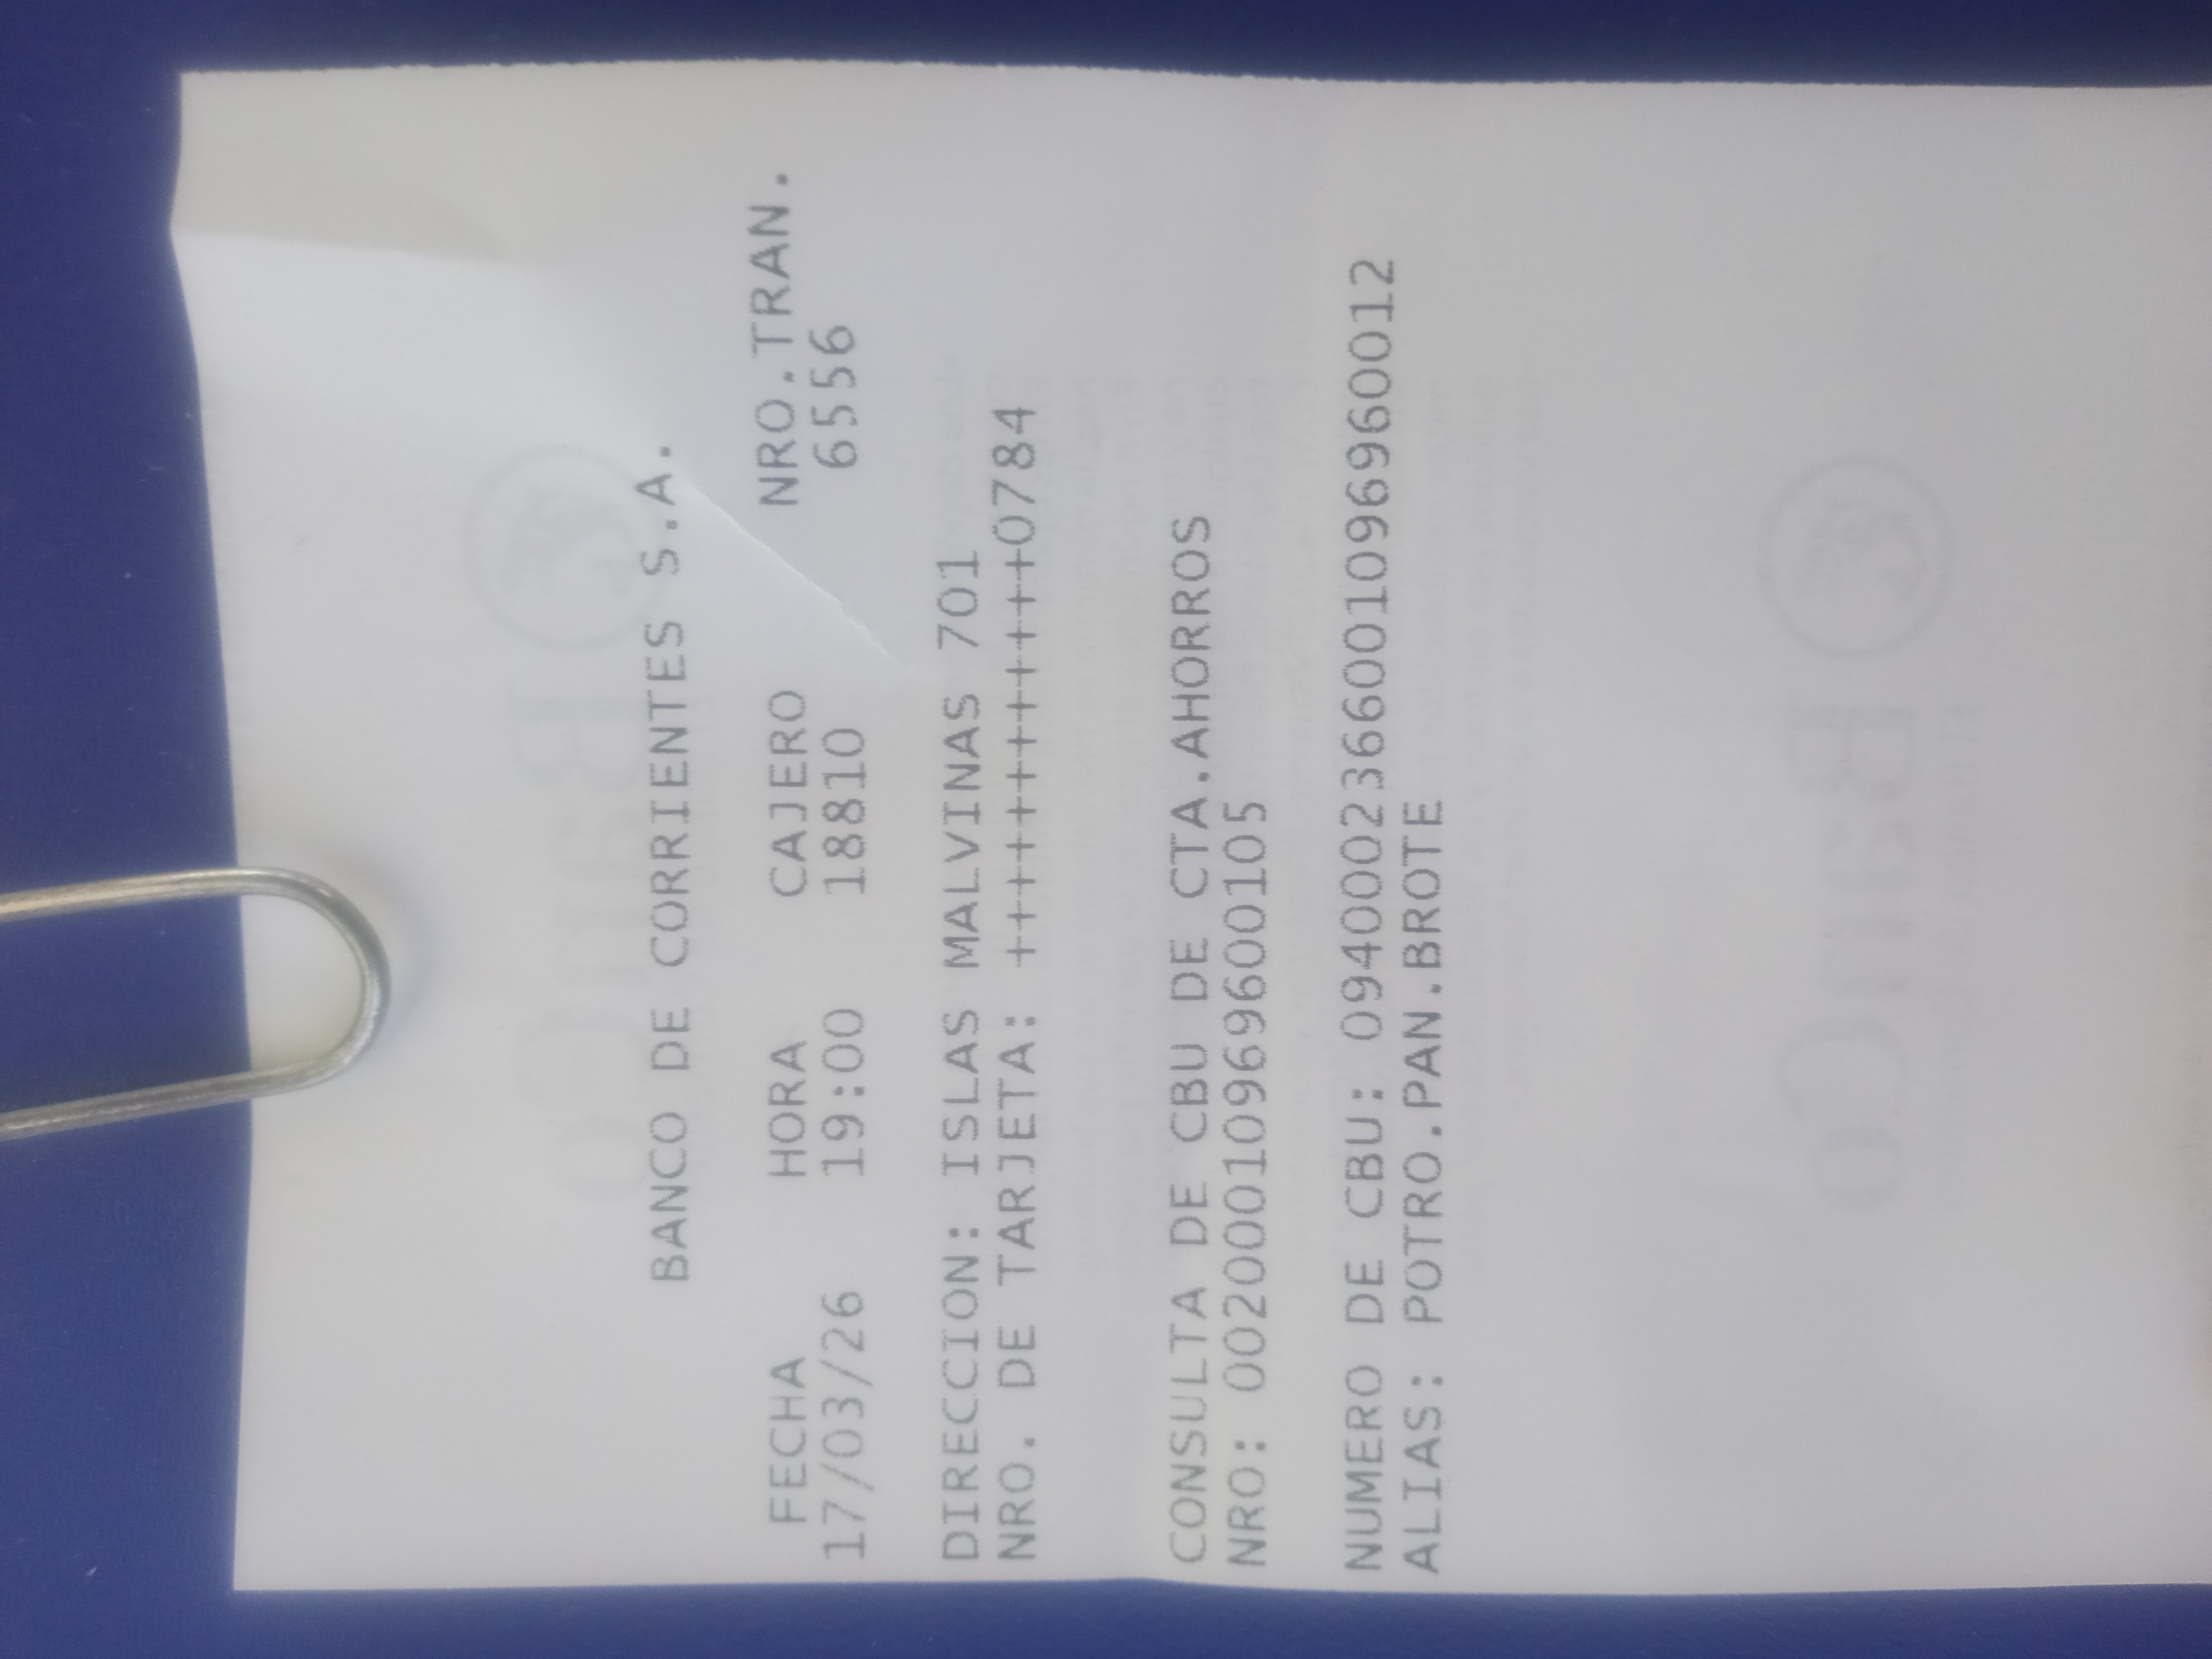 BANCO DE CORRIENTES S.A.
FECHA HORA CAJERO NRO.TRAN.
17/03/26 19:00 18810 6556
DIRECCION: ISLAS MALVINAS 701
NRO. DE TARJETA: ++++++++++++0784
CONSULTA DE CBU DE CTA.AHORROS
NRO: 00200010969600105
NUMERO DE CBU: 0940002366001096960012
ALIAS: POTRO.PAN.BROTE